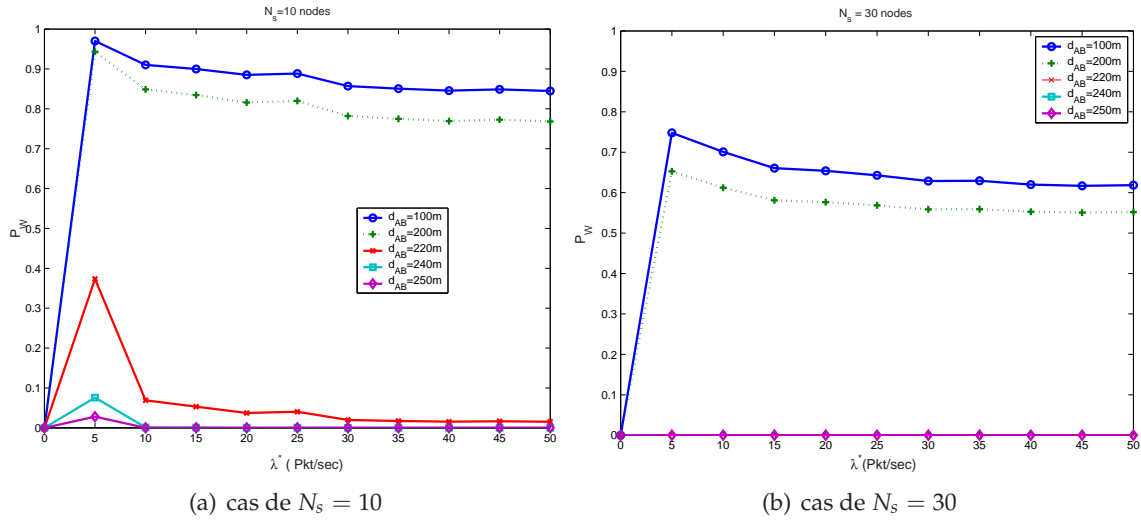 N_s=10 nodes
1
0.9
0.8
0.7
0.6
0.5
0.4
0.3
0.2
0.1
0
P_W
d_AB=100m
d_AB=200m
d_AB=220m
d_AB=240m
d_AB=250m
0 5 10 15 20 25 30 35 40 45 50
λ* ( Pkt/sec)
(a) cas de N_s = 10
N_s = 30 nodes
1
0.9
0.8
0.7
0.6
0.5
0.4
0.3
0.2
0.1
0
P_W
d_AB=100m
d_AB=200m
d_AB=220m
d_AB=240m
d_AB=250m
0 5 10 15 20 25 30 35 40 45 50
λ*(Pkt/sec)
(b) cas de N_s = 30